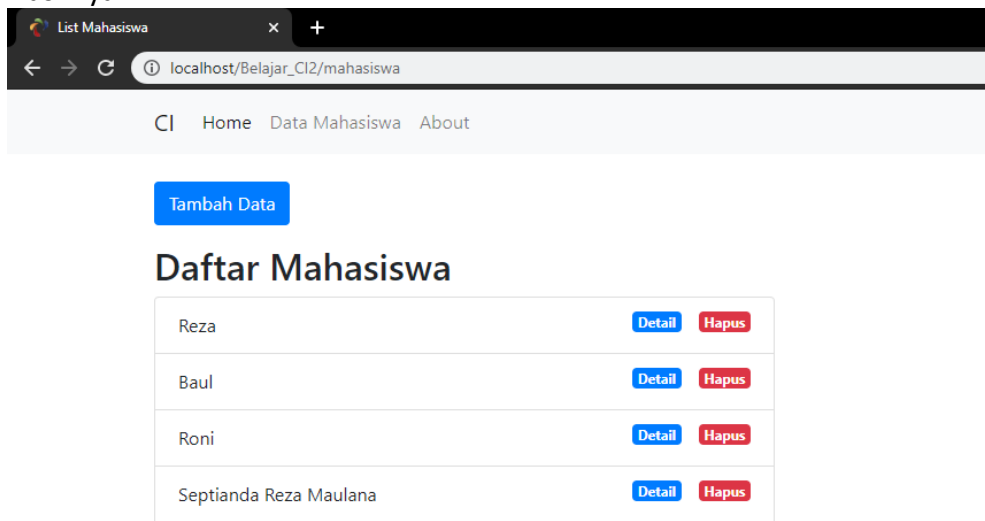 List Mahasiswa
localhost/Belajar_CI2/mahasiswa
CI Home Data Mahasiswa About
Tambah Data
Daftar Mahasiswa
Reza Detail Hapus
Baul Detail Hapus
Roni Detail Hapus
Septianda Reza Maulana Detail Hapus